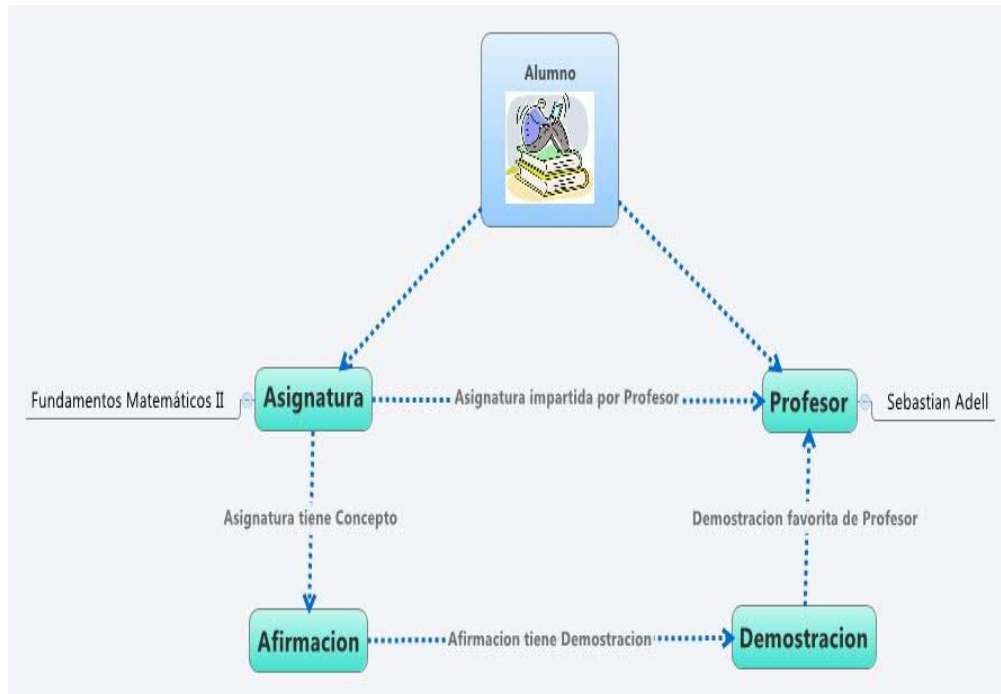 Alumno
Fundamentos Matemáticos II
Asignatura
Asignatura impartida por Profesor
Profesor
Sebastian Adell
Asignatura tiene Concepto
Demostracion favorita de Profesor
Afirmacion
Afirmacion tiene Demostracion
Demostracion